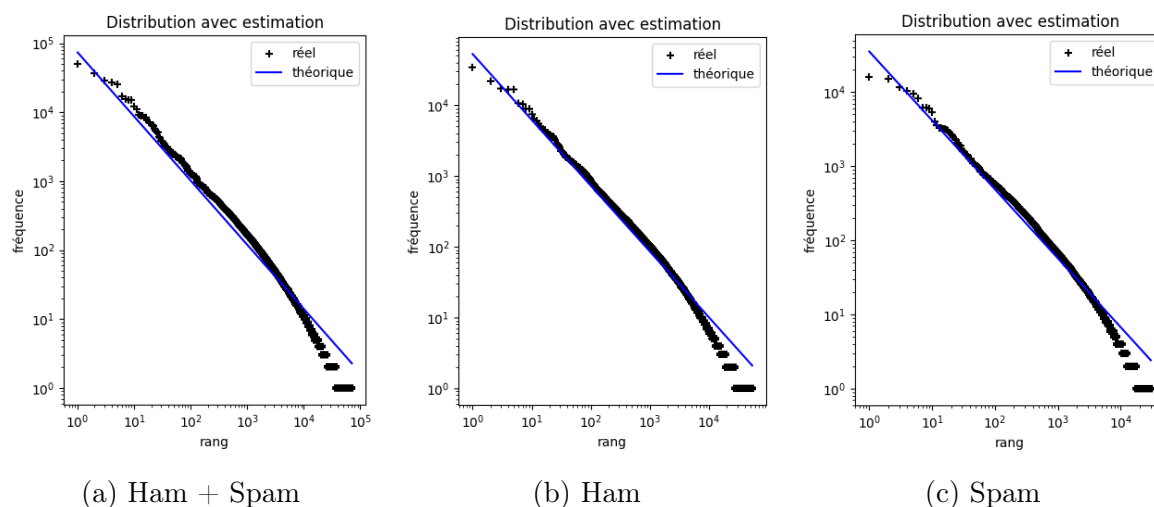 Distribution avec estimation
réel
théorique
10⁵
10⁴
10³
10²
10¹
10⁰
fréquence
10⁰
10¹
10²
10³
10⁴
10⁵
rang
(a) Ham + Spam
Distribution avec estimation
réel
théorique
10⁴
10³
10²
10¹
10⁰
fréquence
10⁰
10¹
10²
10³
10⁴
rang
(b) Ham
Distribution avec estimation
réel
théorique
10⁴
10³
10²
10¹
10⁰
fréquence
10⁰
10¹
10²
10³
10⁴
rang
(c) Spam